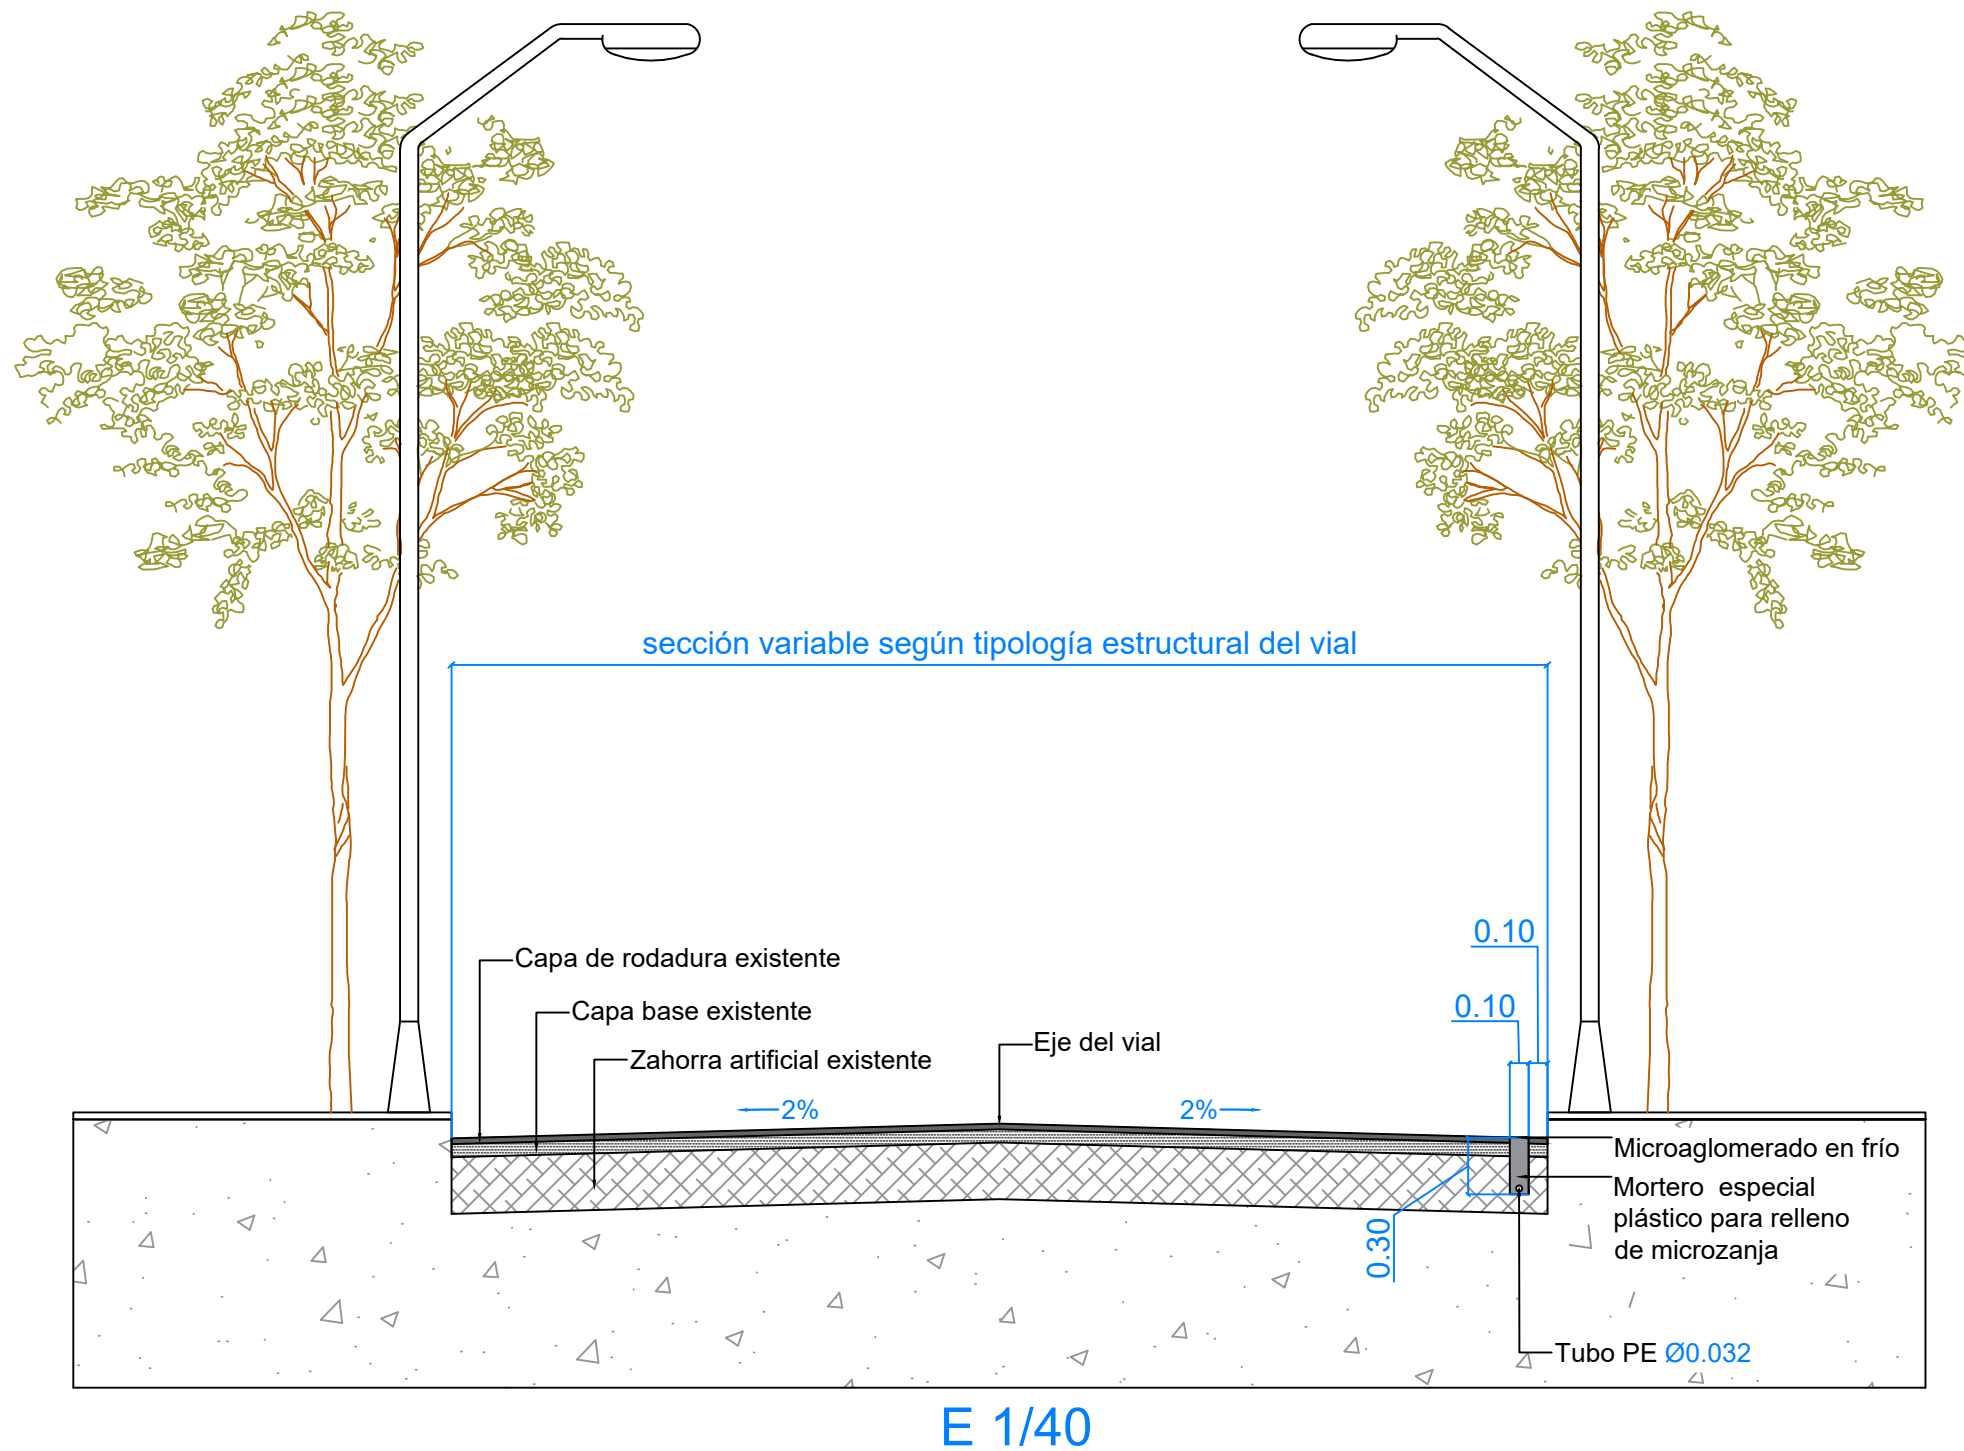 sección variable según tipología estructural del vial
0.10
Capa de rodadura existente
0.10
Capa base existente
Eje del vial
Zahorra artificial existente
2%
2%
Microaglomerado en frío
Mortero especial
plástico para relleno
de microzanja
0.30
Tubo PE Ø0.032
E 1/40